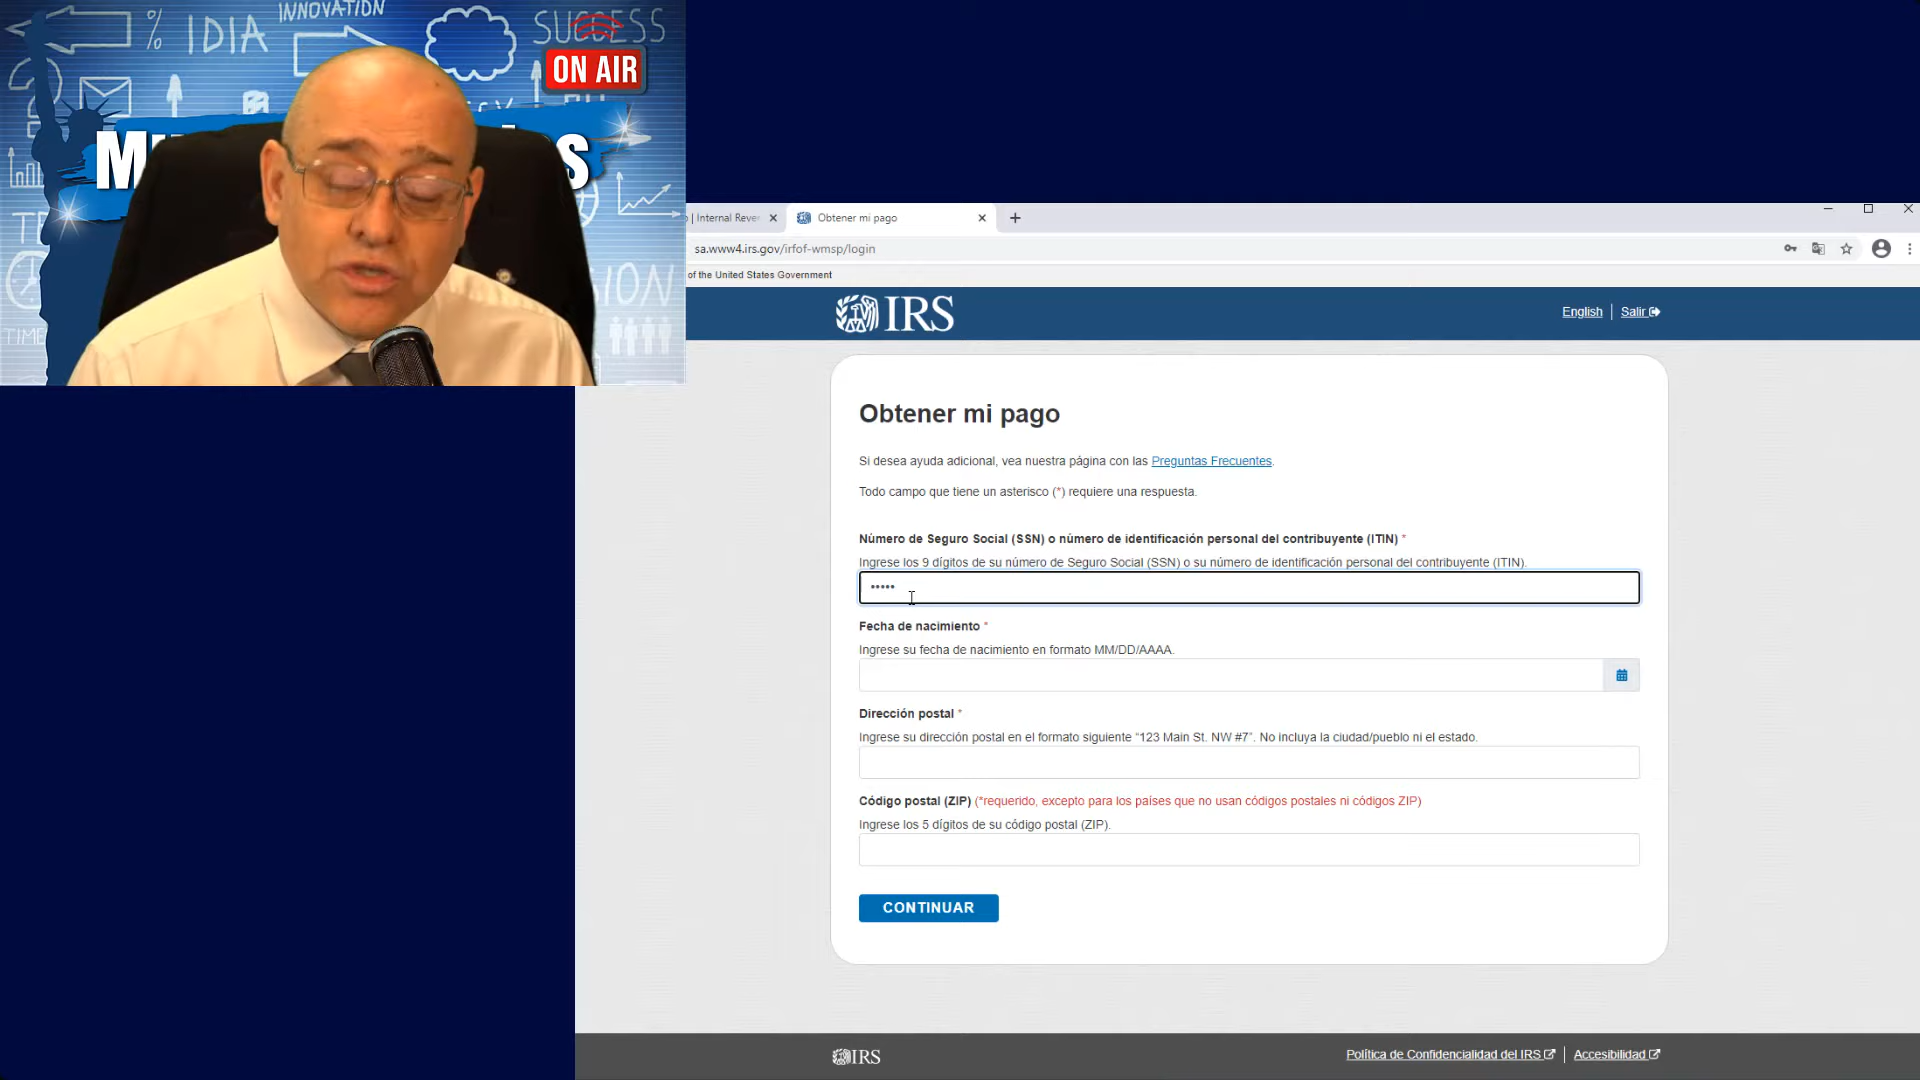 INNOVATION
SUCCESS
% IDIA
ON AIR
M
S
TIME
| Internal Reve
Obtener mi pago
sa.www4.irs.gov/irfof-wmsp/login
of the United States Government
IRS
English
Salir
Obtener mi pago
Si desea ayuda adicional, vea nuestra página con las Preguntas Frecuentes.
Todo campo que tiene un asterisco (*) requiere una respuesta.
Número de Seguro Social (SSN) o número de identificación personal del contribuyente (ITIN) *
Ingrese los 9 dígitos de su número de Seguro Social (SSN) o su número de identificación personal del contribuyente (ITIN).
•••••
Fecha de nacimiento *
Ingrese su fecha de nacimiento en formato MM/DD/AAAA.
Dirección postal *
Ingrese su dirección postal en el formato siguiente “123 Main St. NW #7”. No incluya la ciudad/pueblo ni el estado.
Código postal (ZIP) (*requerido, excepto para los países que no usan códigos postales ni códigos ZIP)
Ingrese los 5 dígitos de su código postal (ZIP).
CONTINUAR
IRS
Política de Confidencialidad del IRS
Accesibilidad